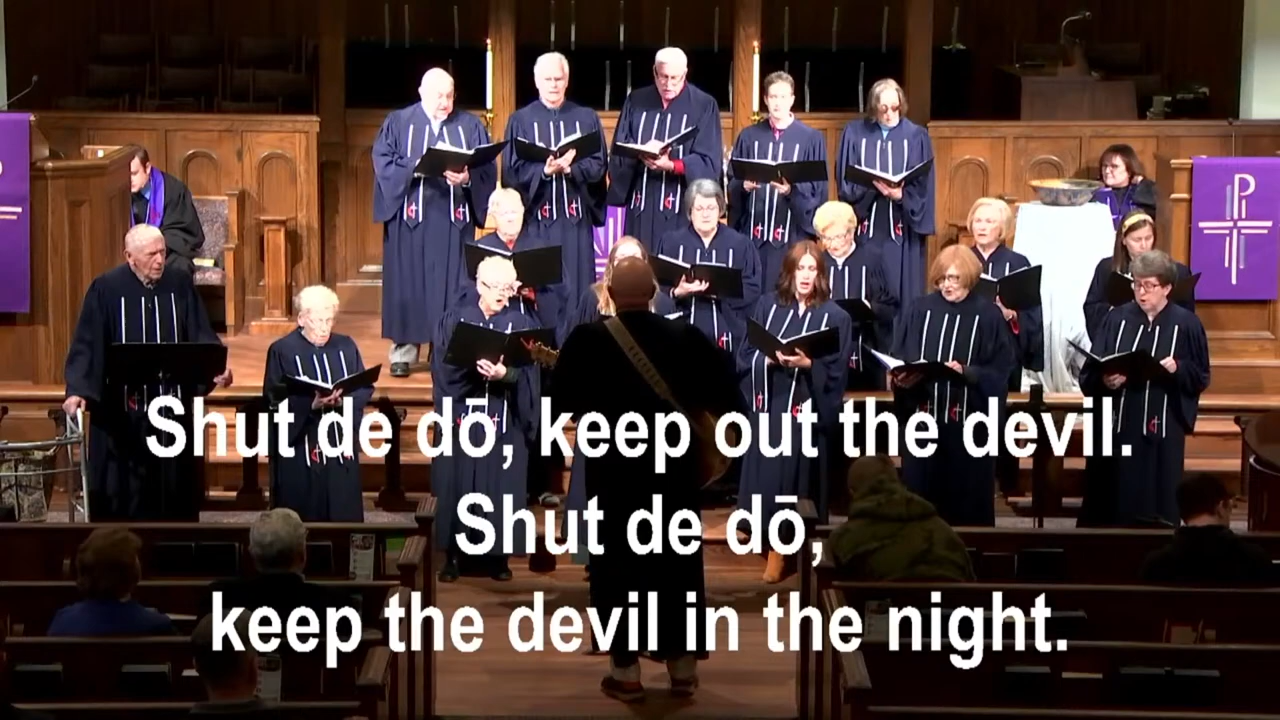 Shut de dō, keep out the devil.
Shut de dō,
keep the devil in the night.